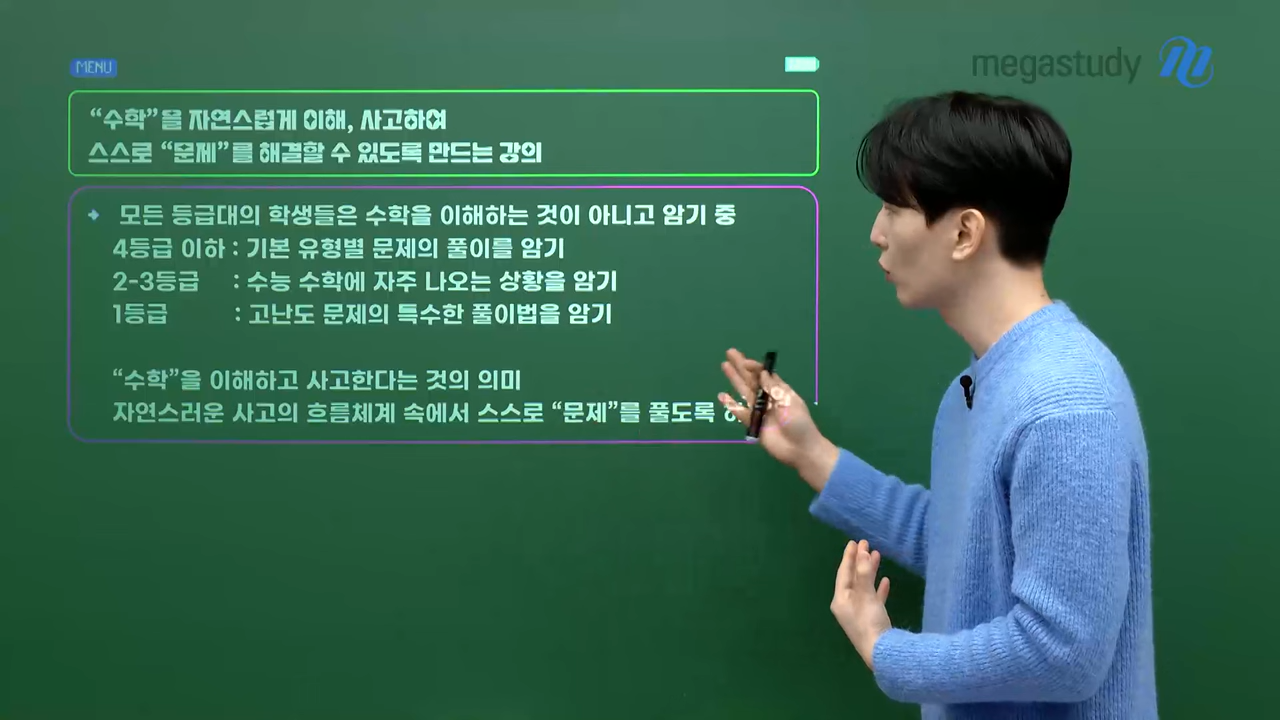 MENU
megastudy
“수학”을 자연스럽게 이해, 사고하여
스스로 “문제”를 해결할 수 있도록 만드는 강의
모든 등급대의 학생들은 수학을 이해하는 것이 아니고 암기 중
4등급 이하 : 기본 유형별 문제의 풀이를 암기
2-3등급 : 수능 수학에 자주 나오는 상황을 암기
1등급 : 고난도 문제의 특수한 풀이법을 암기
“수학”을 이해하고 사고한다는 것의 의미
자연스러운 사고의 흐름체계 속에서 스스로 “문제”를 풀도록